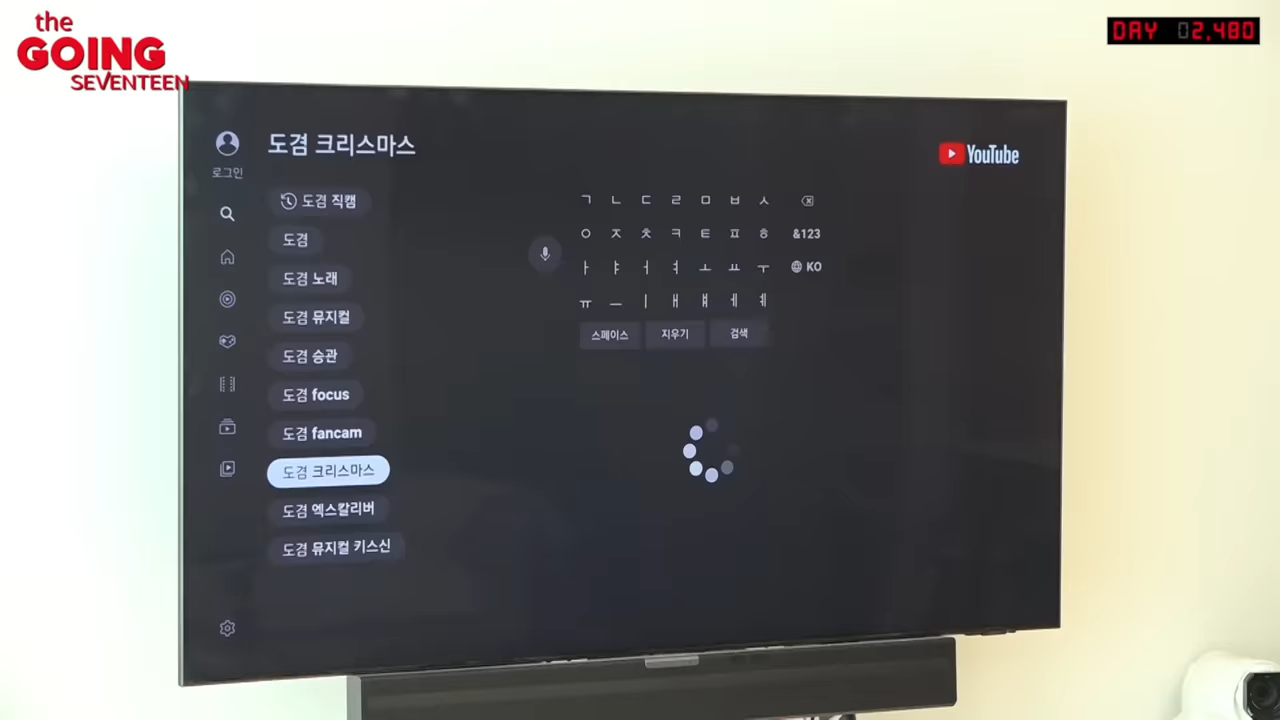 the
GOING
SEVENTEEN
DAY 02,480
도겸 크리스마스
YouTube
로그인
도겸 직캠
도겸
도겸 노래
도겸 뮤지컬
도겸 승관
도겸 focus
도겸 fancam
도겸 크리스마스
도겸 엑스칼리버
도겸 뮤지컬 키스신
ㄱ ㄴ ㄷ ㄹ ㅁ ㅂ ㅅ
ㅇ ㅈ ㅊ ㅋ ㅌ ㅍ ㅎ &123
ㅏ ㅑ ㅓ ㅕ ㅗ ㅛ ㅜ KO
ㅠ ㅡ ㅣ ㅐ ㅒ ㅔ ㅖ
스페이스 지우기 검색